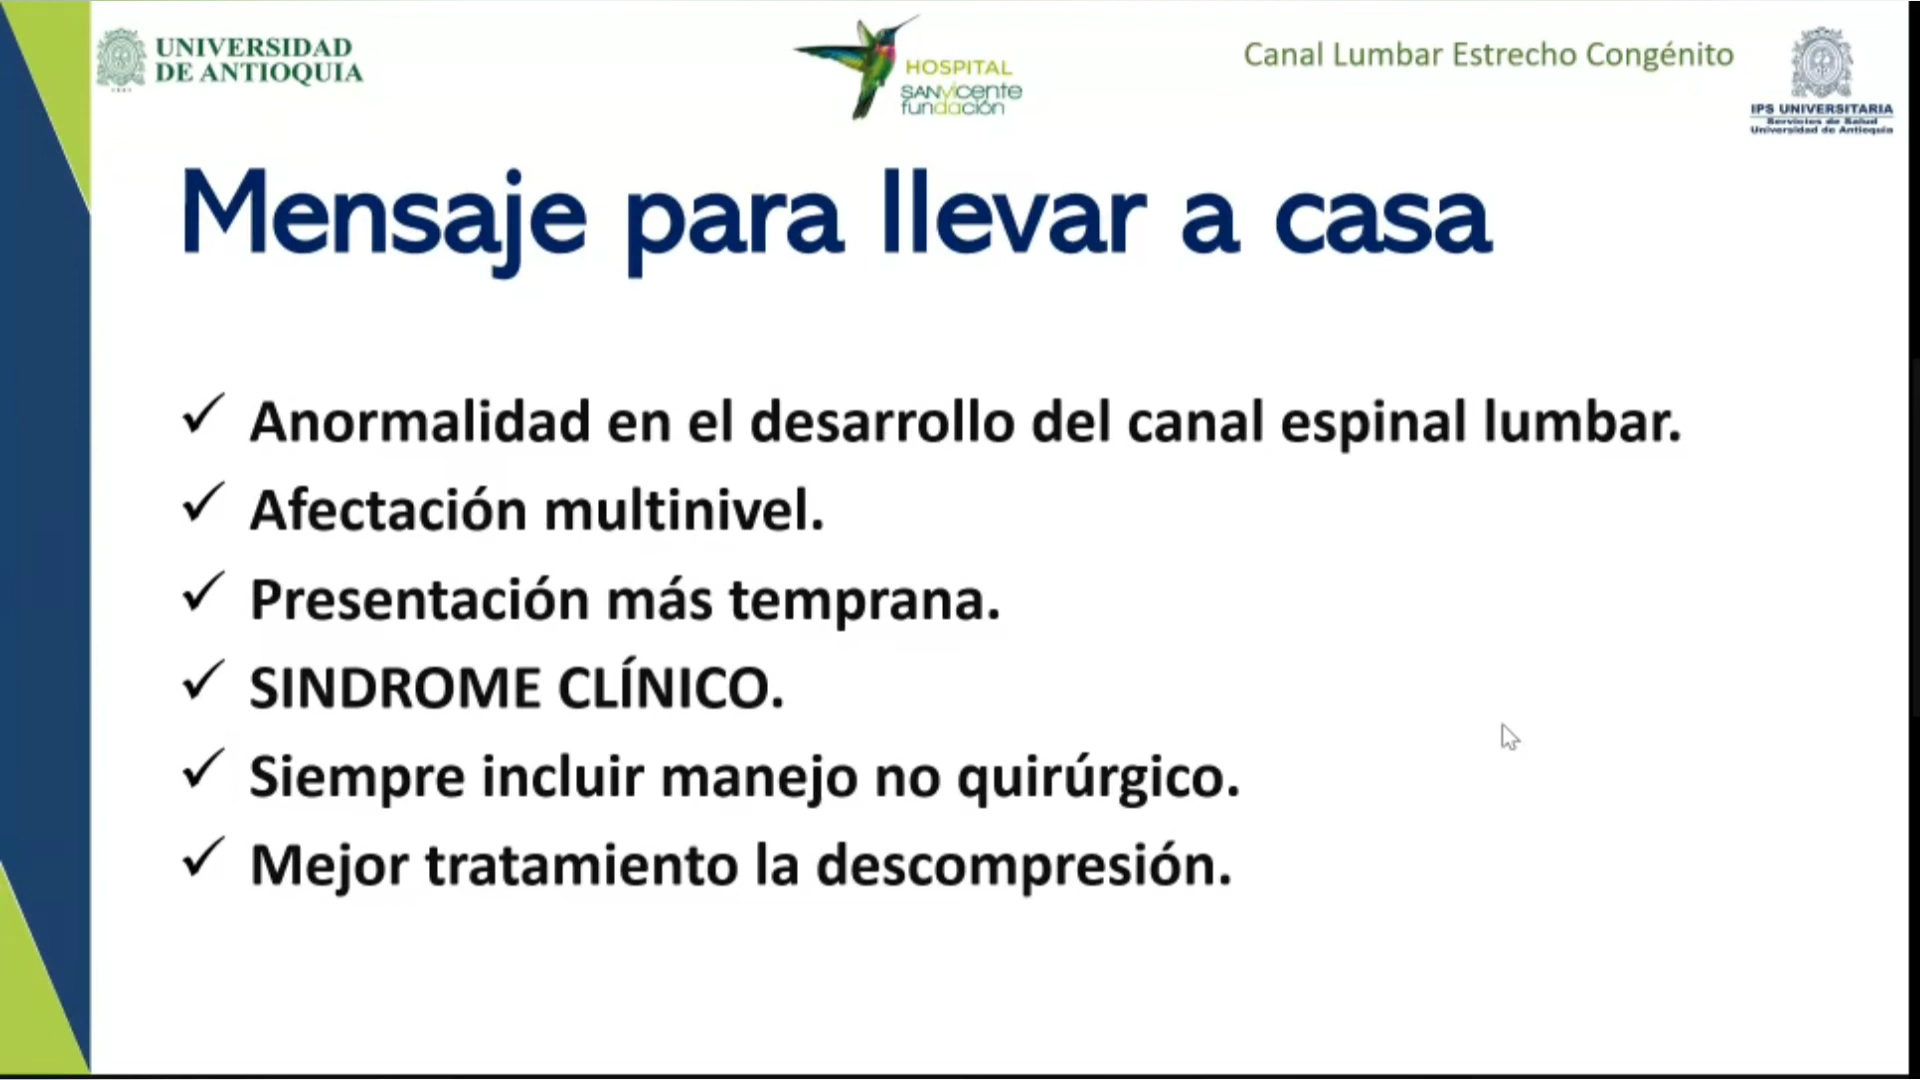 UNIVERSIDAD
DE ANTIOQUIA
HOSPITAL
SANVicente
fundación
Canal Lumbar Estrecho Congénito
IPS UNIVERSITARIA
Servicios de Salud
Universidad de Antioquia
Mensaje para llevar a casa
✓ Anormalidad en el desarrollo del canal espinal lumbar.
✓ Afectación multinivel.
✓ Presentación más temprana.
✓ SINDROME CLÍNICO.
✓ Siempre incluir manejo no quirúrgico.
✓ Mejor tratamiento la descompresión.